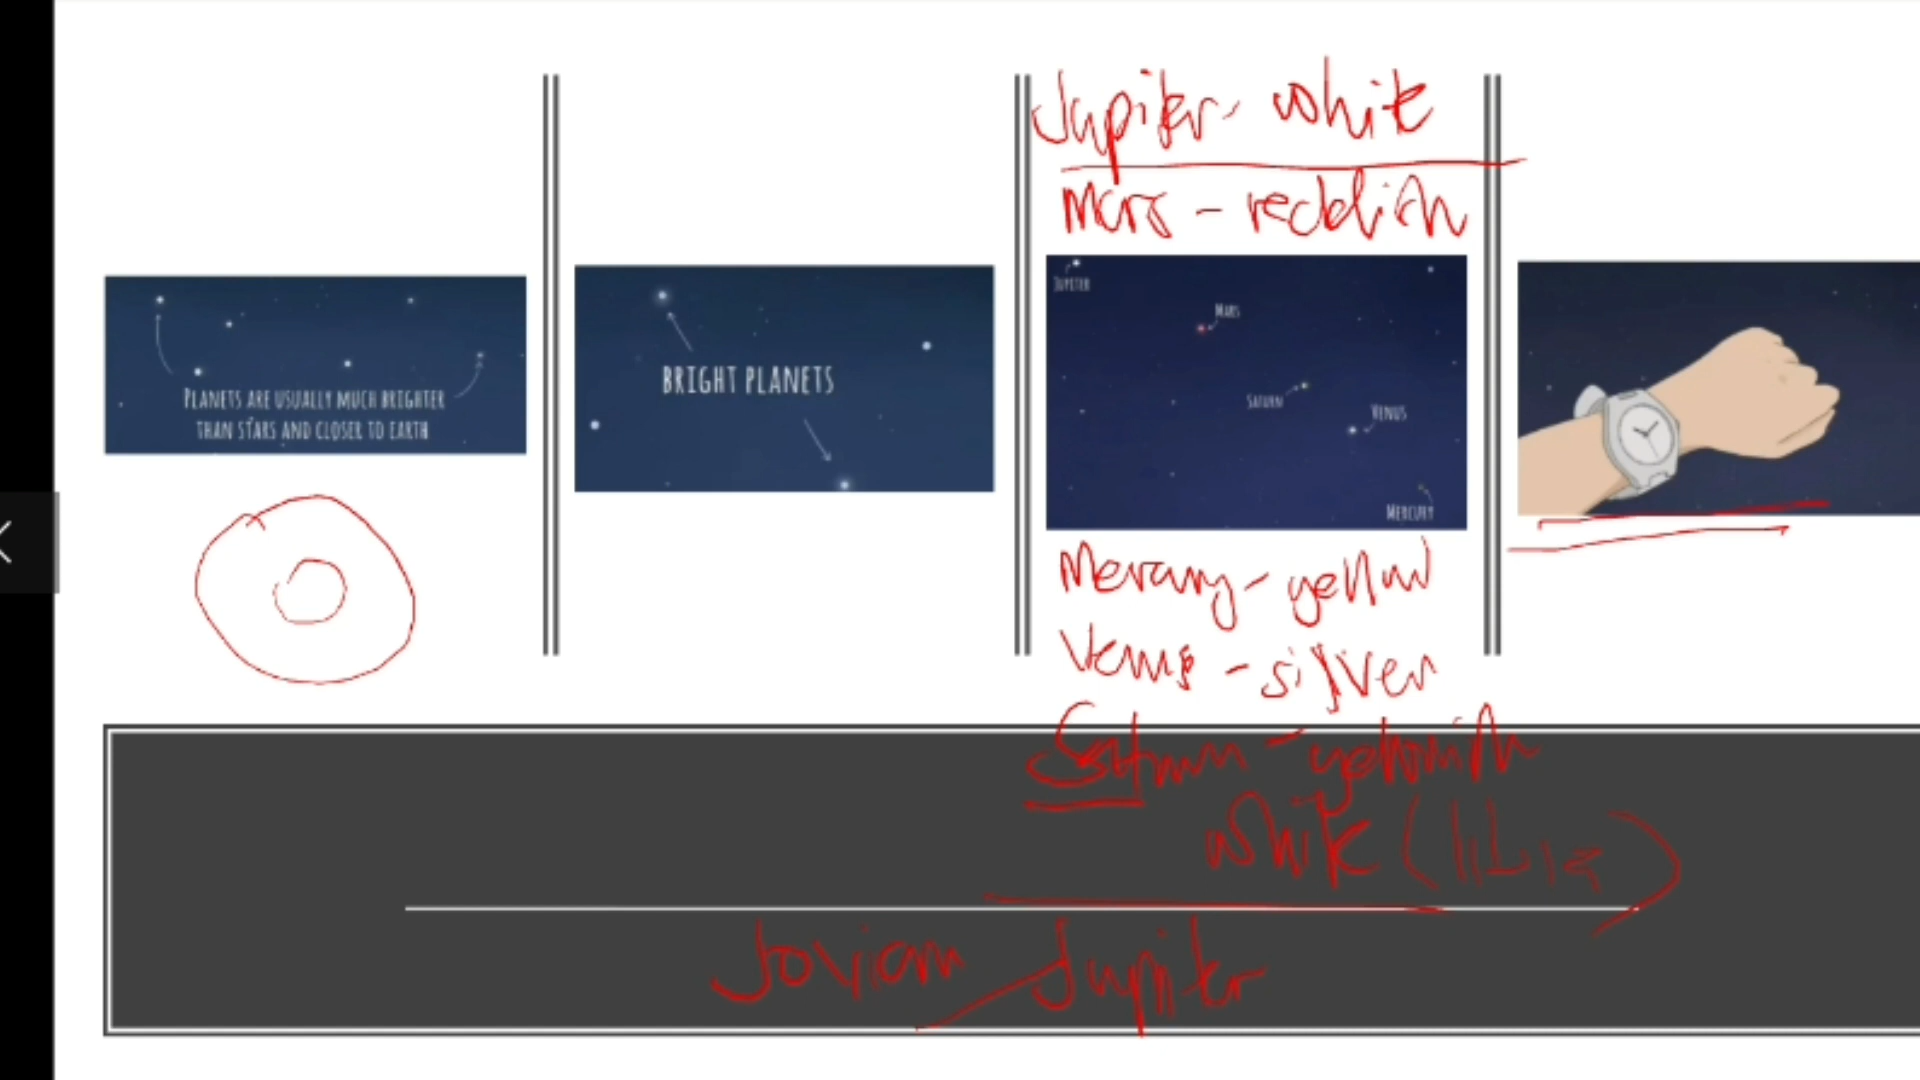 Jupiter - white
Mars - reddish
PLANETS ARE USUALLY MUCH BRIGHTER
THAN STARS AND CLOSER TO EARTH
BRIGHT PLANETS
JUPITER
MARS
SATURN
VENUS
MERCURY
Mercury - yellow
Venus - silver
Saturn - yellowish
white (
Jovian Jupiter